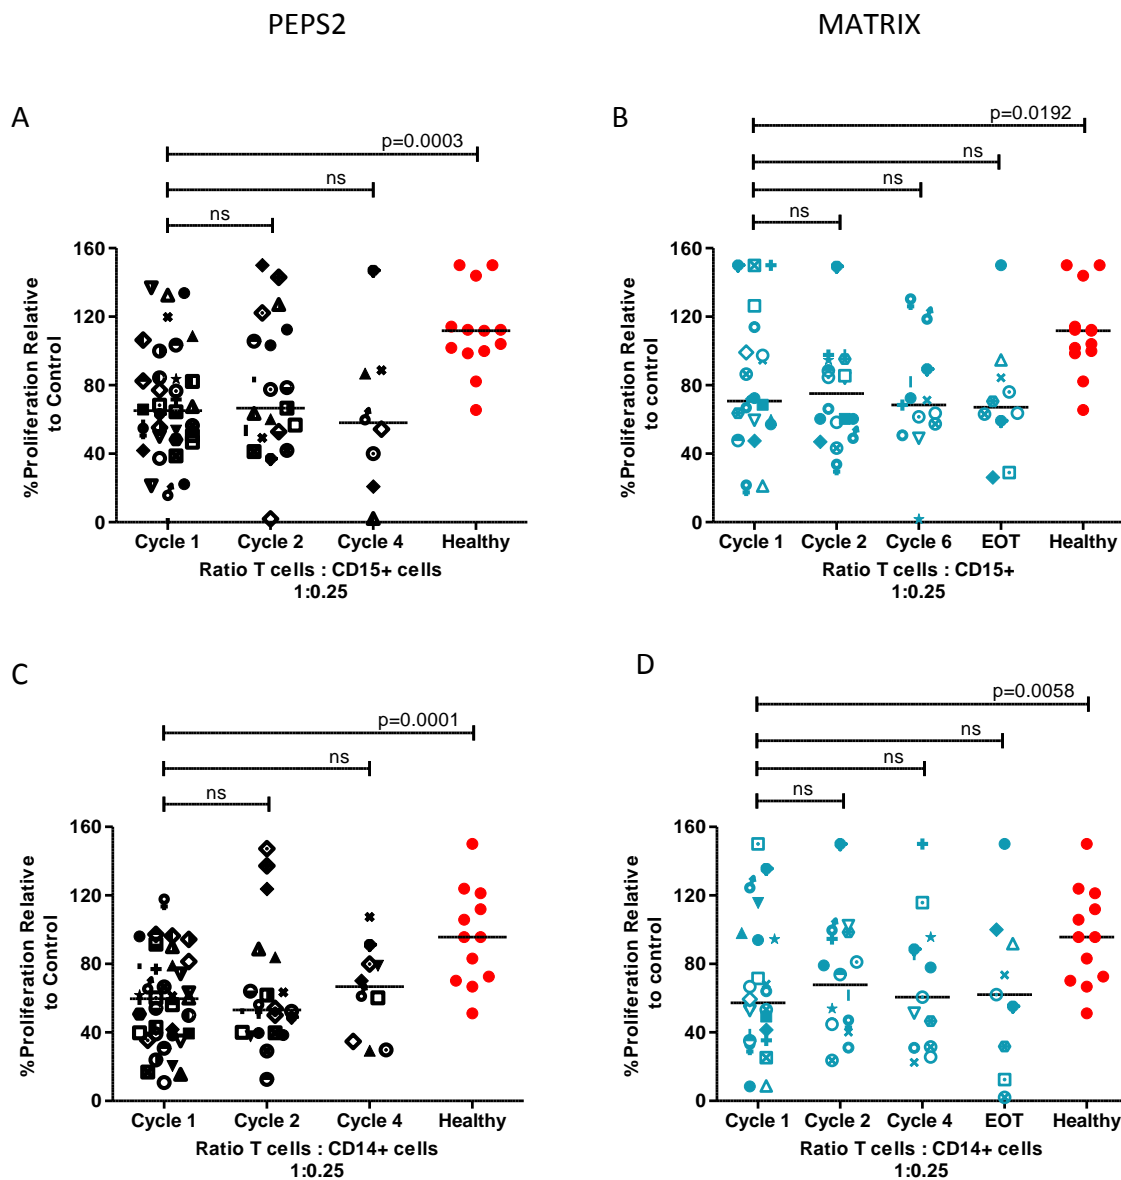 PEPS2
MATRIX
A
p=0.0003
ns
ns
160
120
80
40
0
%Proliferation Relative
to Control
Cycle 1 Cycle 2 Cycle 4 Healthy
Ratio T cells : CD15+ cells
1:0.25
B
p=0.0192
ns
ns
ns
160
120
80
40
0
%Proliferation Relative
to control
Cycle 1 Cycle 2 Cycle 6 EOT Healthy
Ratio T cells : CD15+
1:0.25
C
p=0.0001
ns
ns
160
120
80
40
0
%Proliferation Relative
to Control
Cycle 1 Cycle 2 Cycle 4 Healthy
Ratio T cells : CD14+ cells
1:0.25
D
p=0.0058
ns
ns
ns
160
120
80
40
0
%Proliferation Relative
to control
Cycle 1 Cycle 2 Cycle 4 EOT Healthy
Ratio T cells : CD14+ cells
1:0.25